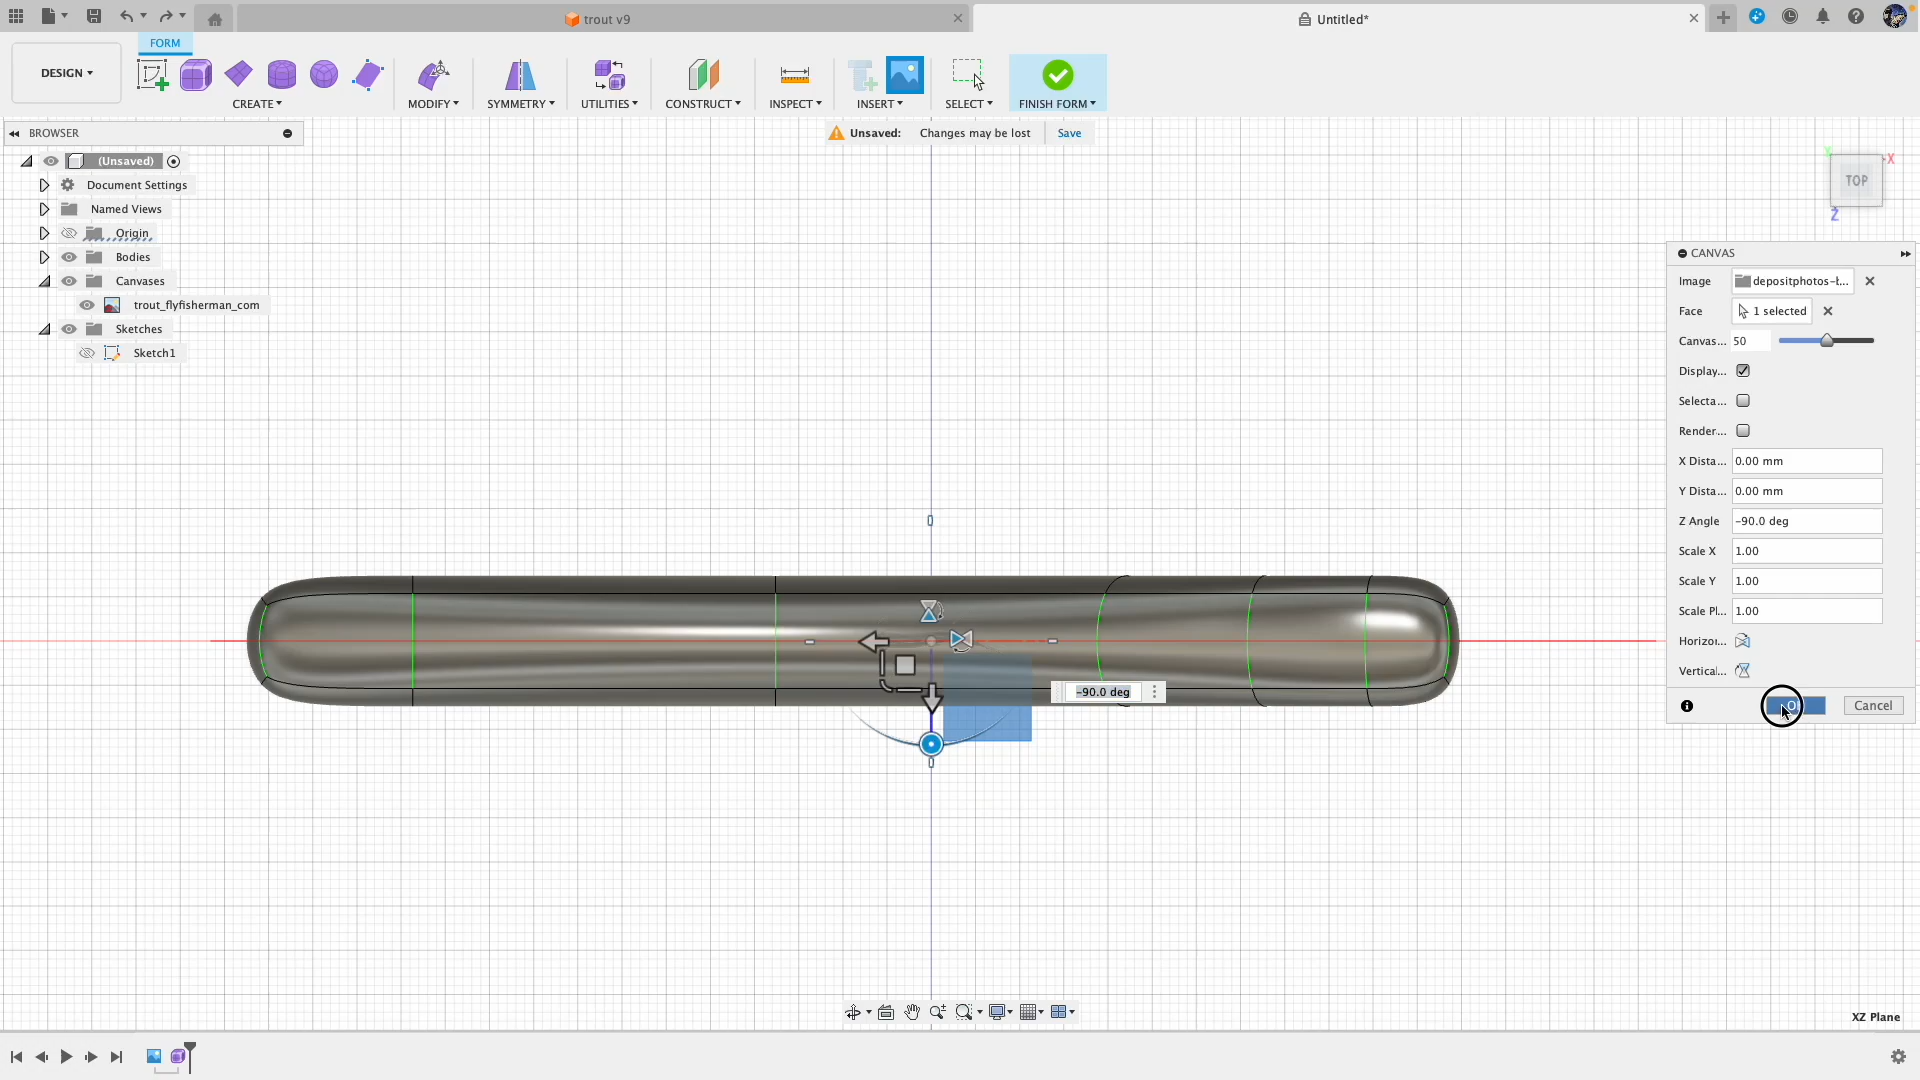 trout v9
Untitled*
FORM
DESIGN
CREATE
MODIFY
SYMMETRY
UTILITIES
CONSTRUCT
INSPECT
INSERT
SELECT
FINISH FORM
BROWSER
Unsaved: Changes may be lost Save
(Unsaved)
Document Settings
Named Views
Origin
Bodies
Canvases
trout_flyfisherman_com
Sketches
Sketch1
Y
X
TOP
Z
CANVAS
Image depositphotos-t...
Face 1 selected
Canvas... 50
Display...
Selecta...
Render...
X Dista... 0.00 mm
Y Dista... 0.00 mm
Z Angle -90.0 deg
Scale X 1.00
Scale Y 1.00
Scale Pl... 1.00
Horizo...
Vertical...
Cancel
-90.0 deg
XZ Plane